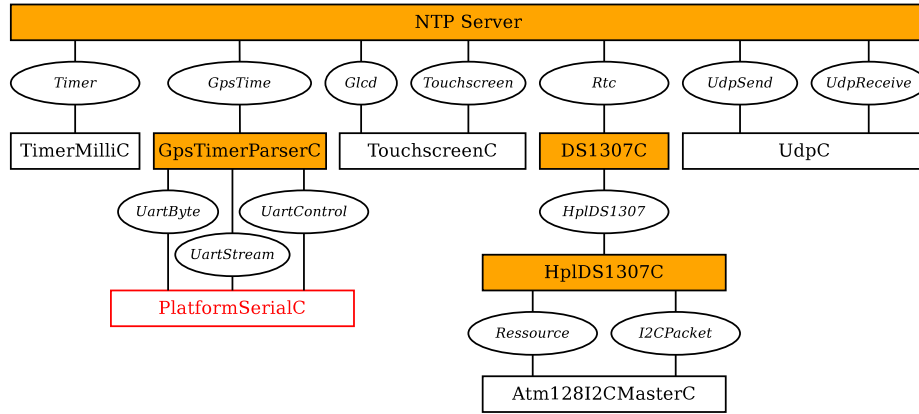 NTP Server
Timer
GpsTime
Glcd
Touchscreen
Rtc
UdpSend
UdpReceive
TimerMilliC
GpsTimerParserC
TouchscreenC
DS1307C
UdpC
UartByte
UartControl
HplDS1307
UartStream
HplDS1307C
PlatformSerialC
Ressource
I2CPacket
Atm128I2CMasterC